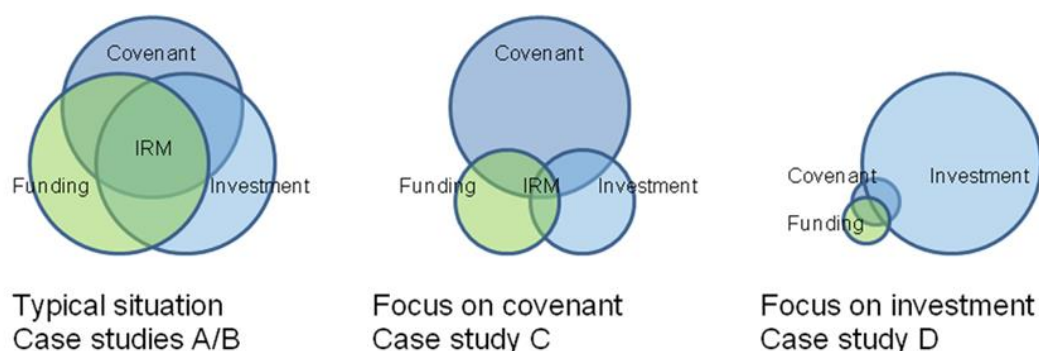 Covenant
IRM
Funding
Investment
Typical situation
Case studies A/B
Covenant
Funding
IRM
Investment
Focus on covenant
Case study C
Covenant
Investment
Funding
Focus on investment
Case study D